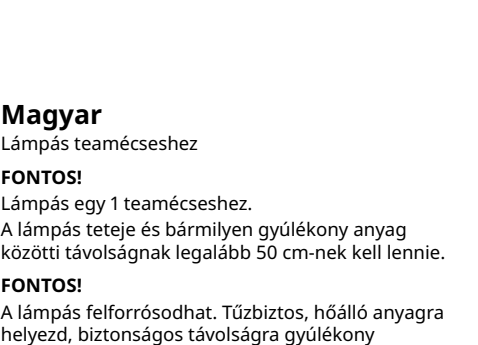 Magyar
Lámpás teamécseshez
FONTOS!
Lámpás egy 1 teamécseshez.
A lámpás teteje és bármilyen gyúlékony anyag
közötti távolságnak legalább 50 cm-nek kell lennie.
FONTOS!
A lámpás felforrósodhat. Tűzbiztos, hőálló anyagra
helyezd, biztonságos távolságra gyúlékony